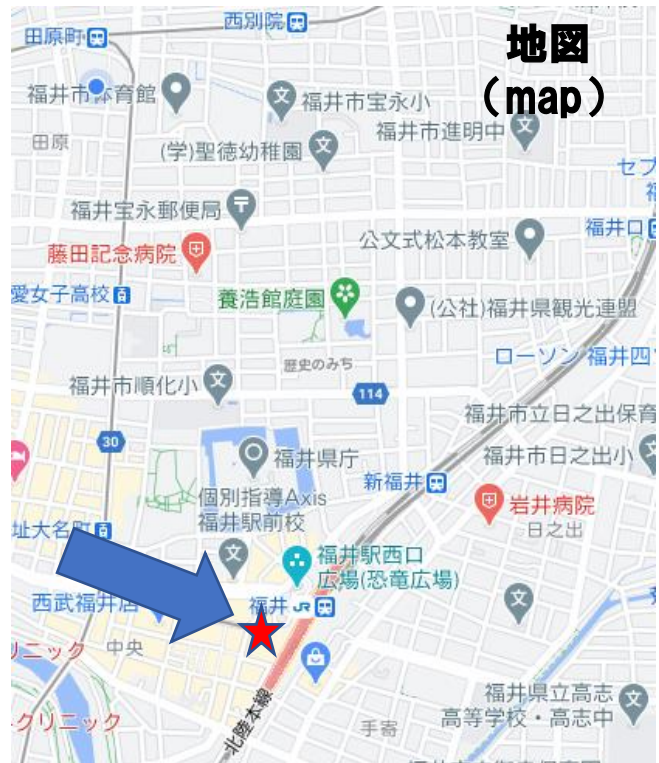 西別院
田原町
地図
(map)
福井市体育館
福井市宝永小
福井市進明中
田原
(学)聖徳幼稚園
セブ
福
福井宝永郵便局
公文式松本教室
福井口
藤田記念病院
愛女子高校
養浩館庭園
(公社)福井県観光連盟
歴史のみち
ローソン 福井四ツ
福井市順化小
114
福井市立日之出保育
30
福井県庁
福井市日之出小
新福井
個別指導Axis
福井駅前校
岩井病院
日之出
址大名町
福井駅西口
広場(恐竜広場)
西武福井店
福井
JR
ニック
中央
クリニック
北陸本線
手寄
福井県立高志
高等学校・高志中